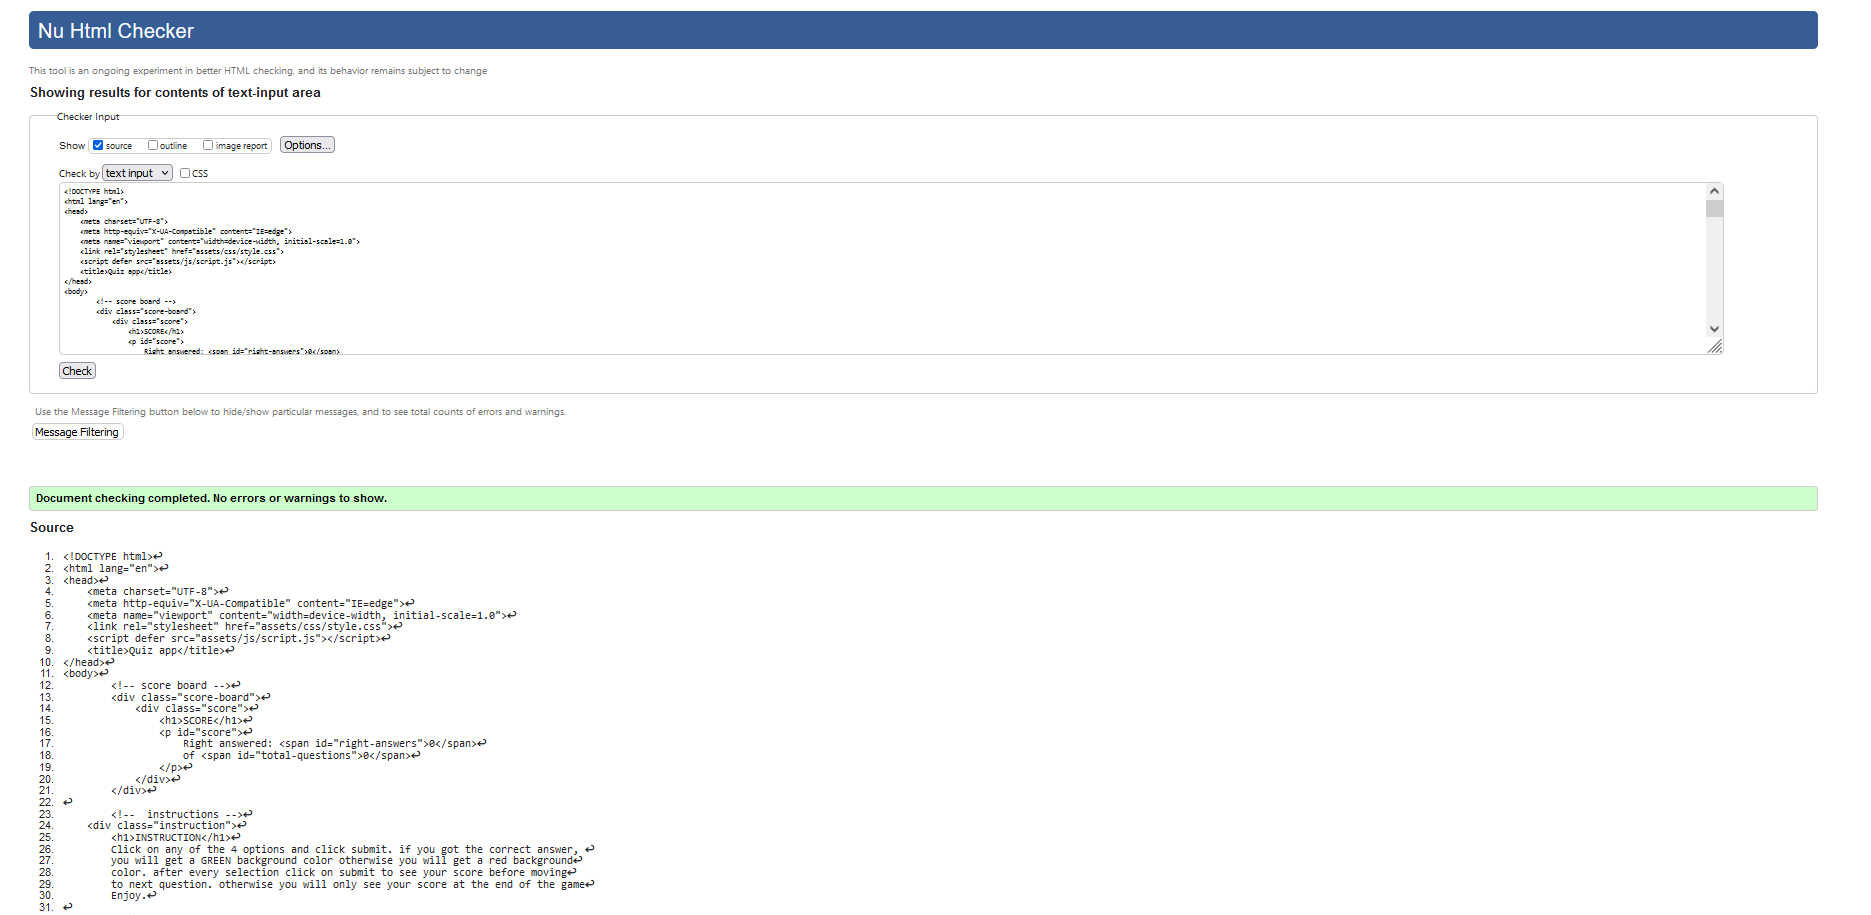 Nu Html Checker
This tool is an ongoing experiment in better HTML checking, and its behavior remains subject to change
Showing results for contents of text-input area
Checker Input
Show source outline image report Options...
Check by text input CSS
<!DOCTYPE html>
<html lang="en">
<head>
    <meta charset="UTF-8">
    <meta http-equiv="X-UA-Compatible" content="IE=edge">
    <meta name="viewport" content="width=device-width, initial-scale=1.0">
    <link rel="stylesheet" href="assets/css/style.css">
    <script defer src="assets/js/script.js"></script>
    <title>Quiz app</title>
</head>
<body>
        <!-- score board -->
        <div class="score-board">
            <div class="score">
                <h1>SCORE</h1>
                <p id="score">
                    Right answered: <span id="right-answers">0</span>
Check
Use the Message Filtering button below to hide/show particular messages, and to see total counts of errors and warnings.
Message Filtering
Document checking completed. No errors or warnings to show.
Source
1. <!DOCTYPE html>↩
2. <html lang="en">↩
3. <head>↩
4.     <meta charset="UTF-8">↩
5.     <meta http-equiv="X-UA-Compatible" content="IE=edge">↩
6.     <meta name="viewport" content="width=device-width, initial-scale=1.0">↩
7.     <link rel="stylesheet" href="assets/css/style.css">↩
8.     <script defer src="assets/js/script.js"></script>↩
9.     <title>Quiz app</title>↩
10. </head>↩
11. <body>↩
12.         <!-- score board -->↩
13.         <div class="score-board">↩
14.             <div class="score">↩
15.                 <h1>SCORE</h1>↩
16.                 <p id="score">↩
17.                     Right answered: <span id="right-answers">0</span>↩
18.                     of <span id="total-questions">0</span>↩
19.                 </p>↩
20.             </div>↩
21.         </div>↩
22. ↩
23.         <!--  instructions -->↩
24.     <div class="instruction">↩
25.         <h1>INSTRUCTION</h1>↩
26.         Click on any of the 4 options and click submit. if you got the correct answer, ↩
27.         you will get a GREEN background color otherwise you will get a red background↩
28.         color. after every selection click on submit to see your score before moving↩
29.         to next question. otherwise you will only see your score at the end of the game↩
30.         Enjoy.↩
31. ↩